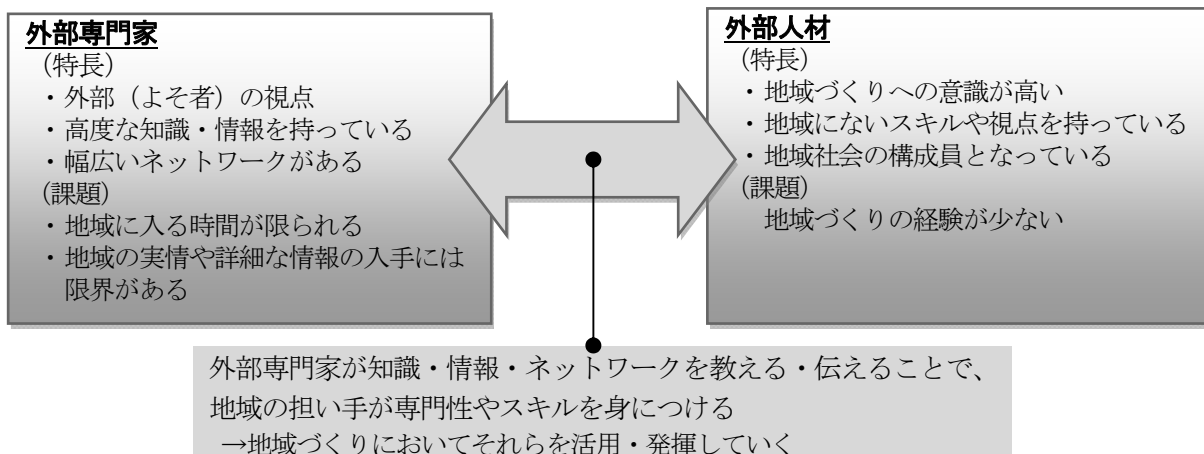 外部専門家
(特長)
・外部（よそ者）の視点
・高度な知識・情報を持っている
・幅広いネットワークがある
(課題)
・地域に入る時間が限られる
・地域の実情や詳細な情報の入手には
限界がある
外部人材
(特長)
・地域づくりへの意識が高い
・地域にないスキルや視点を持っている
・地域社会の構成員となっている
(課題)
地域づくりの経験が少ない
外部専門家が知識・情報・ネットワークを教える・伝えることで、
地域の担い手が専門性やスキルを身につける
→地域づくりにおいてそれらを活用・発揮していく